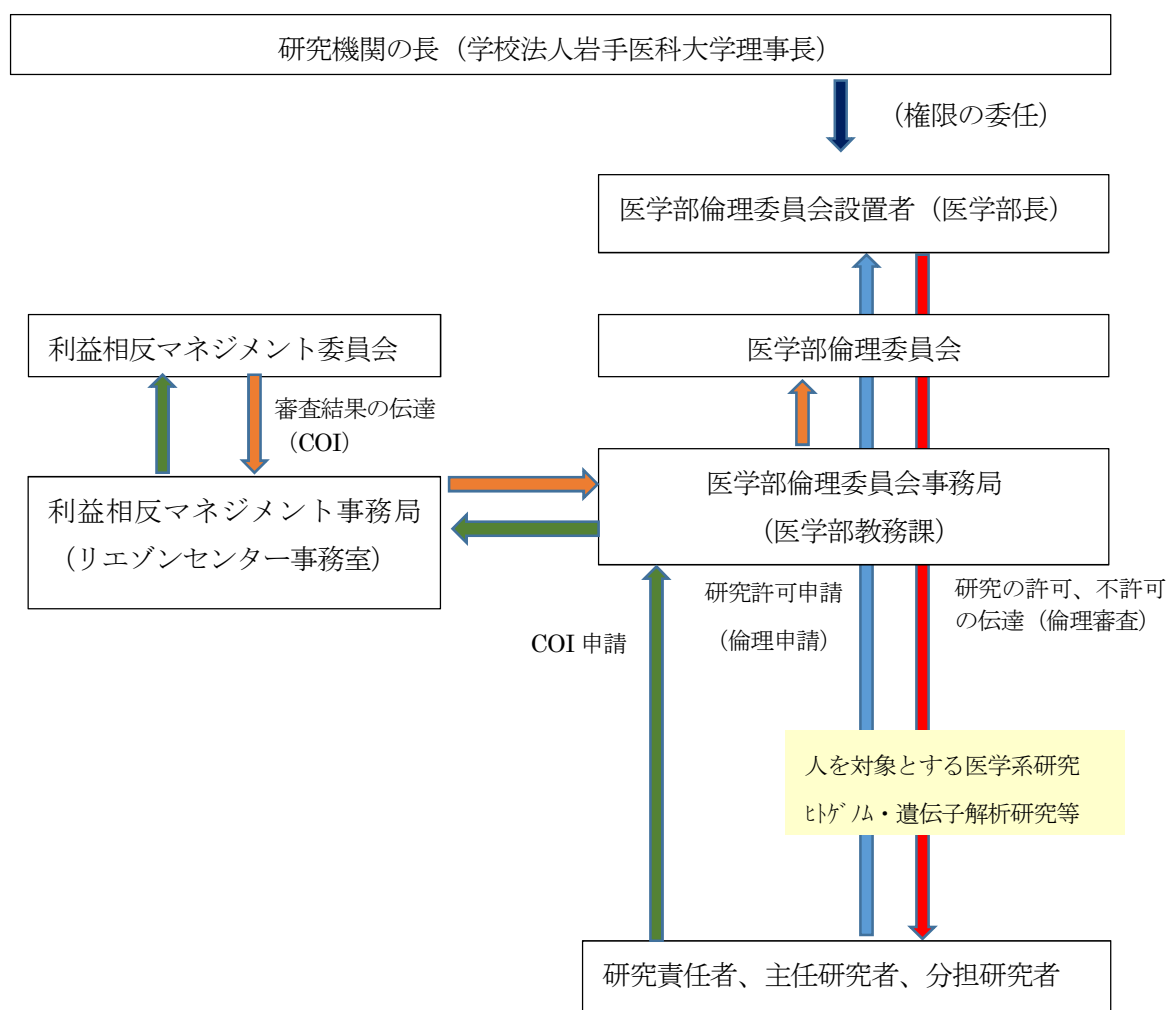 研究機関の長（学校法人岩手医科大学理事長）
（権限の委任）
医学部倫理委員会設置者（医学部長）
利益相反マネジメント委員会
医学部倫理委員会
審査結果の伝達
（COI）
利益相反マネジメント事務局
（リエゾンセンター事務室）
医学部倫理委員会事務局
（医学部教務課）
COI 申請
研究許可申請
（倫理申請）
研究の許可、不許可
の伝達（倫理審査）
人を対象とする医学系研究
ﾋﾄｹﾞﾉﾑ・遺伝子解析研究等
研究責任者、主任研究者、分担研究者